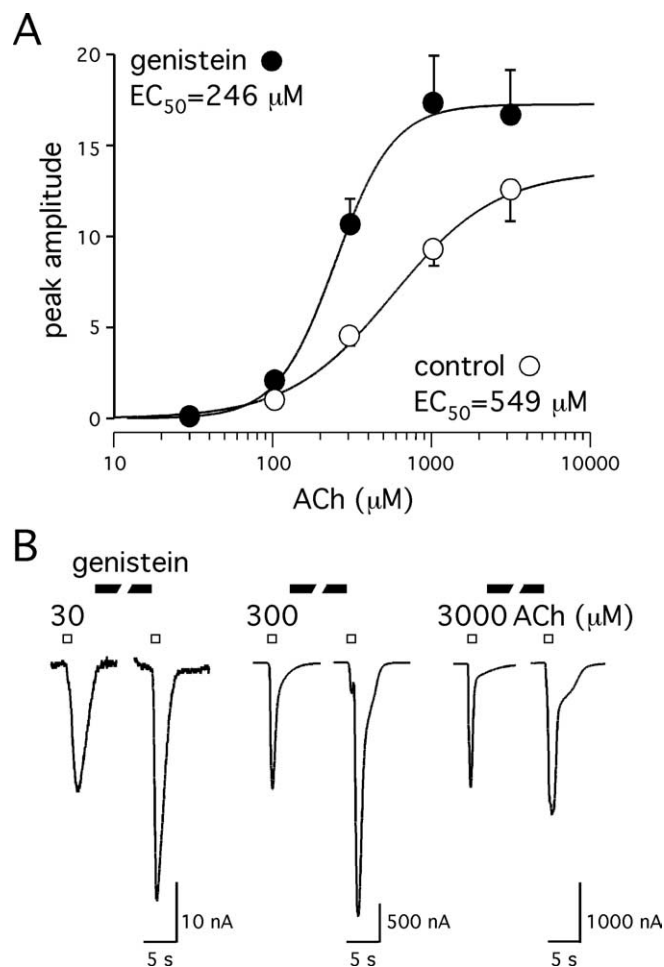 A
20
genistein
EC50=246 μM
15
peak amplitude
10
5
control
EC50=549 μM
0
10 100 1000 10000
ACh (μM)
B
genistein
30 300 3000 ACh (μM)
10 nA 500 nA 1000 nA
5 s 5 s 5 s